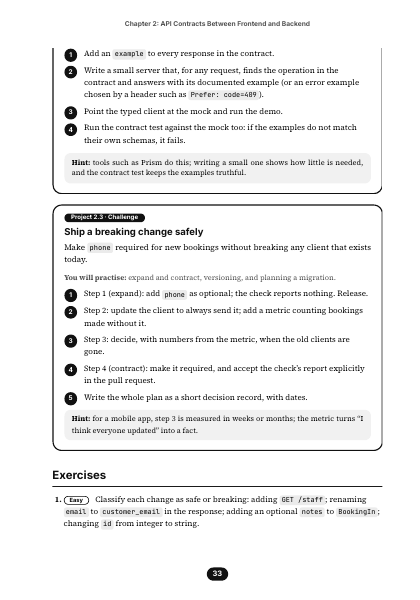 Chapter 2: API Contracts Between Frontend and Backend
1 Add an example to every response in the contract.
2 Write a small server that, for any request, finds the operation in the
contract and answers with its documented example (or an error example
chosen by a header such as Prefer: code=409 ).
3 Point the typed client at the mock and run the demo.
4 Run the contract test against the mock too: if the examples do not match
their own schemas, it fails.
Hint: tools such as Prism do this; writing a small one shows how little is needed,
and the contract test keeps the examples truthful.
Project 2.3 · Challenge
Ship a breaking change safely
Make phone required for new bookings without breaking any client that exists
today.
You will practise: expand and contract, versioning, and planning a migration.
1 Step 1 (expand): add phone as optional; the check reports nothing. Release.
2 Step 2: update the client to always send it; add a metric counting bookings
made without it.
3 Step 3: decide, with numbers from the metric, when the old clients are
gone.
4 Step 4 (contract): make it required, and accept the check's report explicitly
in the pull request.
5 Write the whole plan as a short decision record, with dates.
Hint: for a mobile app, step 3 is measured in weeks or months; the metric turns "I
think everyone updated" into a fact.
Exercises
1. Easy Classify each change as safe or breaking: adding GET /staff ; renaming
email to customer_email in the response; adding an optional notes to BookingIn ;
changing id from integer to string.
33